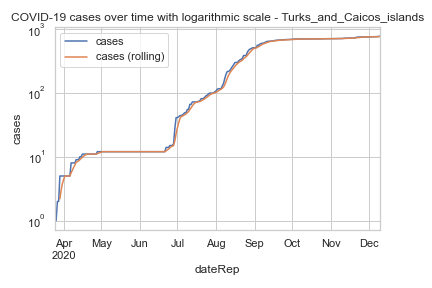 COVID-19 cases over time with logarithmic scale - Turks_and_Caicos_islands
cases
cases (rolling)
10³
10²
10¹
10⁰
cases
Apr
2020
May
Jun
Jul
Aug
Sep
Oct
Nov
Dec
dateRep